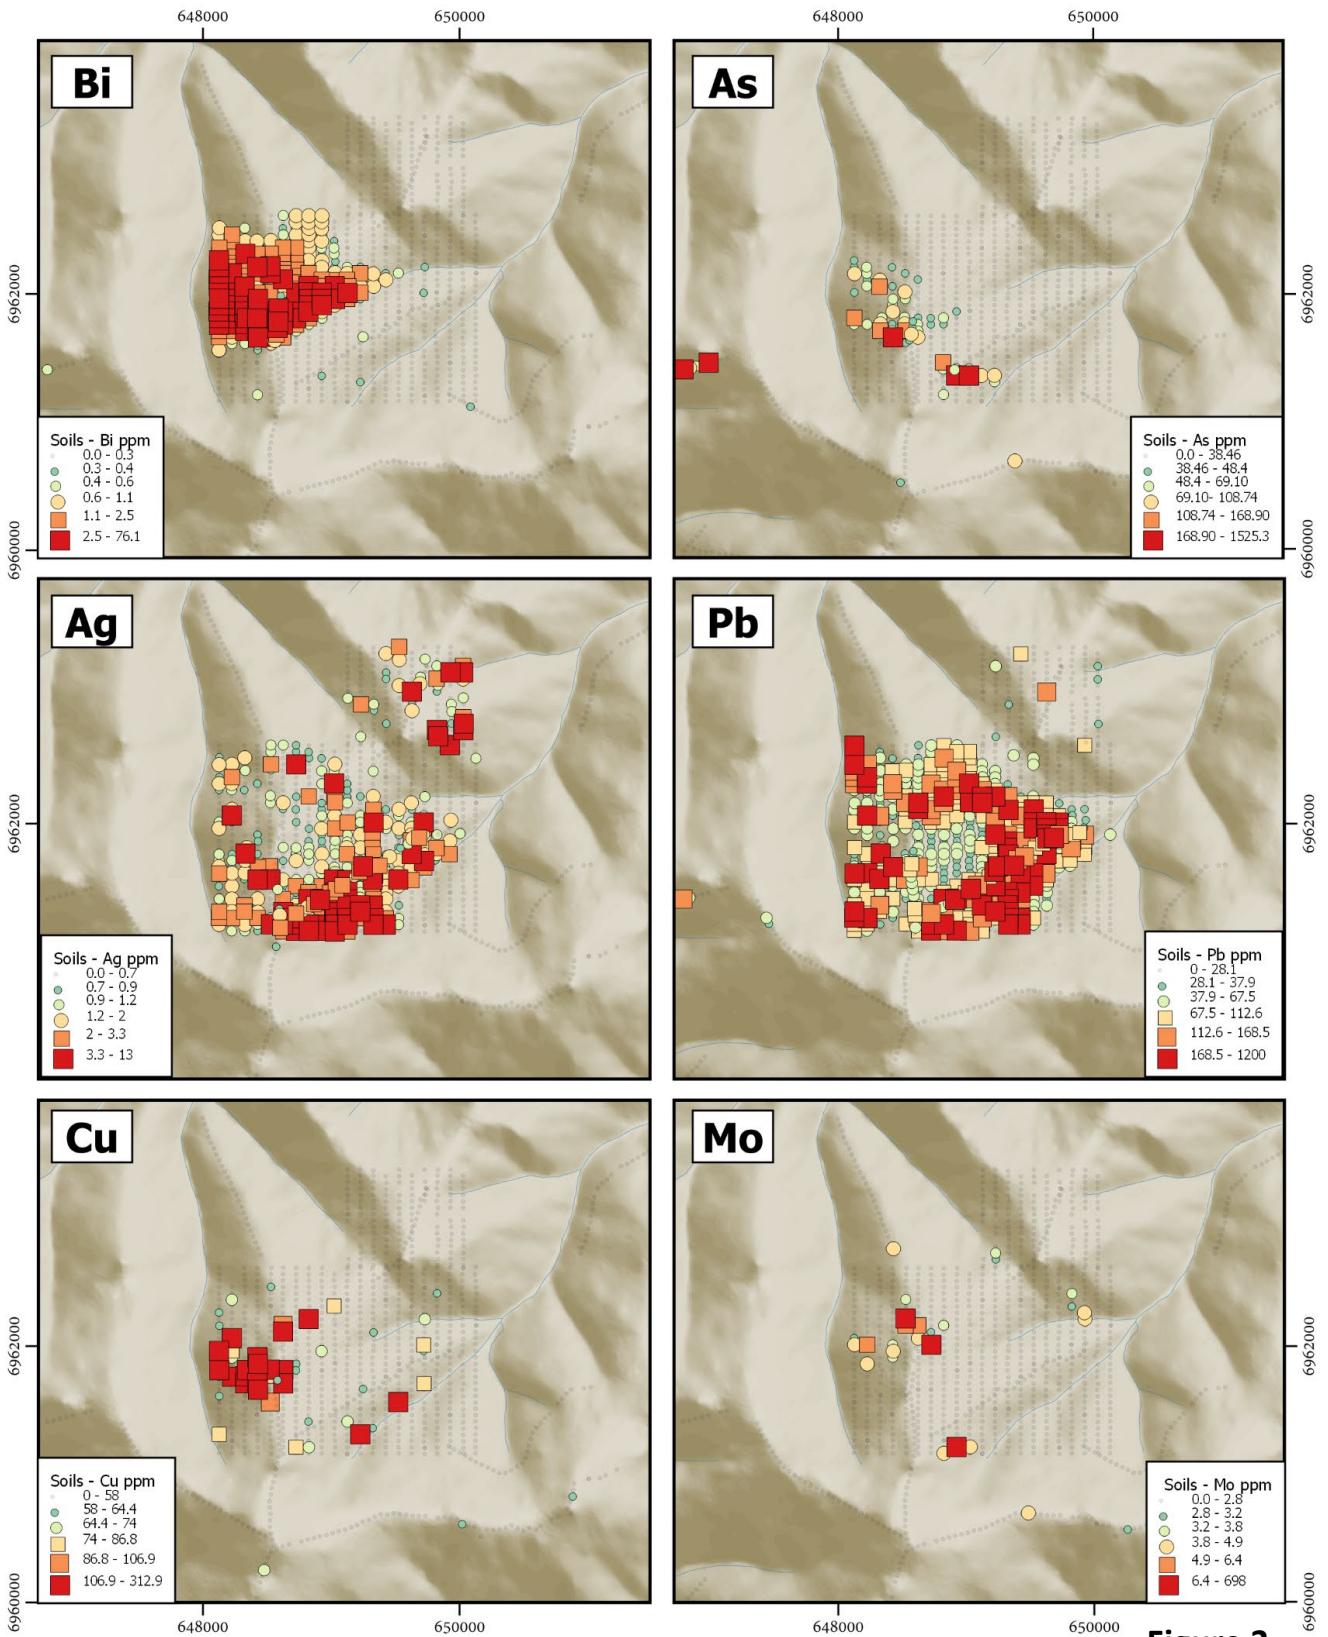 648000
650000
648000
650000
Bi
As
6962000
6962000
Soils - Bi ppm
0.0 - 0.3
0.3 - 0.4
0.4 - 0.6
0.6 - 1.1
1.1 - 2.5
2.5 - 76.1
Soils - As ppm
0.0 - 38.46
38.46 - 48.4
48.4 - 69.10
69.10- 108.74
108.74 - 168.90
168.90 - 1525.3
6960000
6960000
Ag
Pb
6962000
6962000
Soils - Ag ppm
0.0 - 0.7
0.7 - 0.9
0.9 - 1.2
1.2 - 2
2 - 3.3
3.3 - 13
Soils - Pb ppm
0 - 28.1
28.1 - 37.9
37.9 - 67.5
67.5 - 112.6
112.6 - 168.5
168.5 - 1200
Cu
Mo
6962000
6962000
Soils - Cu ppm
0 - 58
58 - 64.4
64.4 - 74
74 - 86.8
86.8 - 106.9
106.9 - 312.9
Soils - Mo ppm
0.0 - 2.8
2.8 - 3.2
3.2 - 3.8
3.8 - 4.9
4.9 - 6.4
6.4 - 698
6960000
6960000
648000
650000
648000
650000